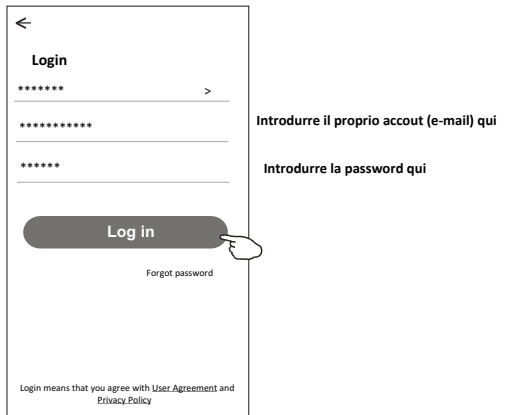 Login
******* >
***********
Introdurre il proprio accout (e-mail) qui
******
Introdurre la password qui
Log in
Forgot password
Login means that you agree with User Agreement and
Privacy Policy